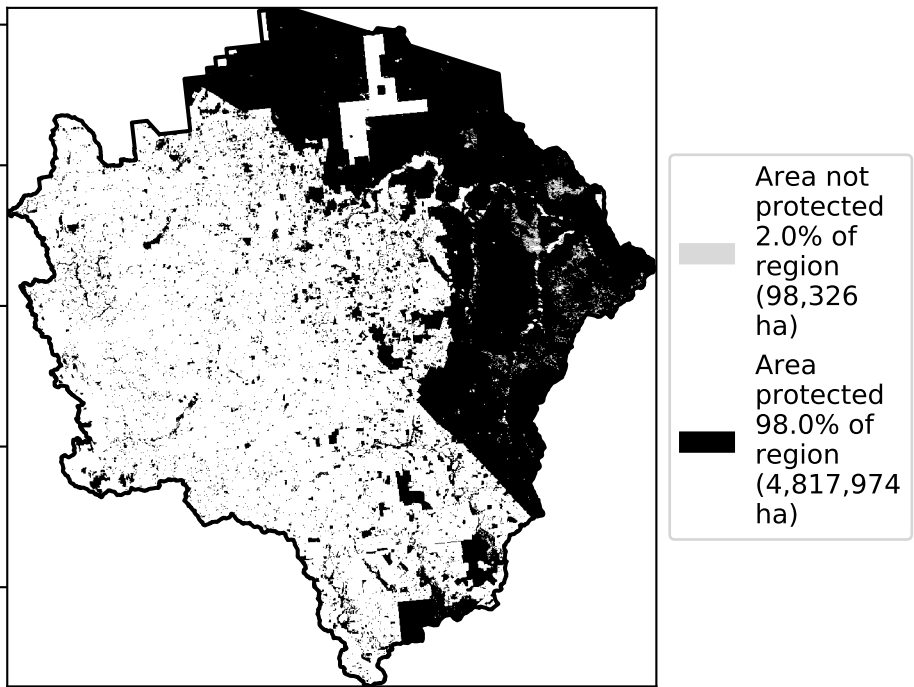 Area not
protected
2.0% of
region
(98,326
ha)
Area
protected
98.0% of
region
(4,817,974
ha)